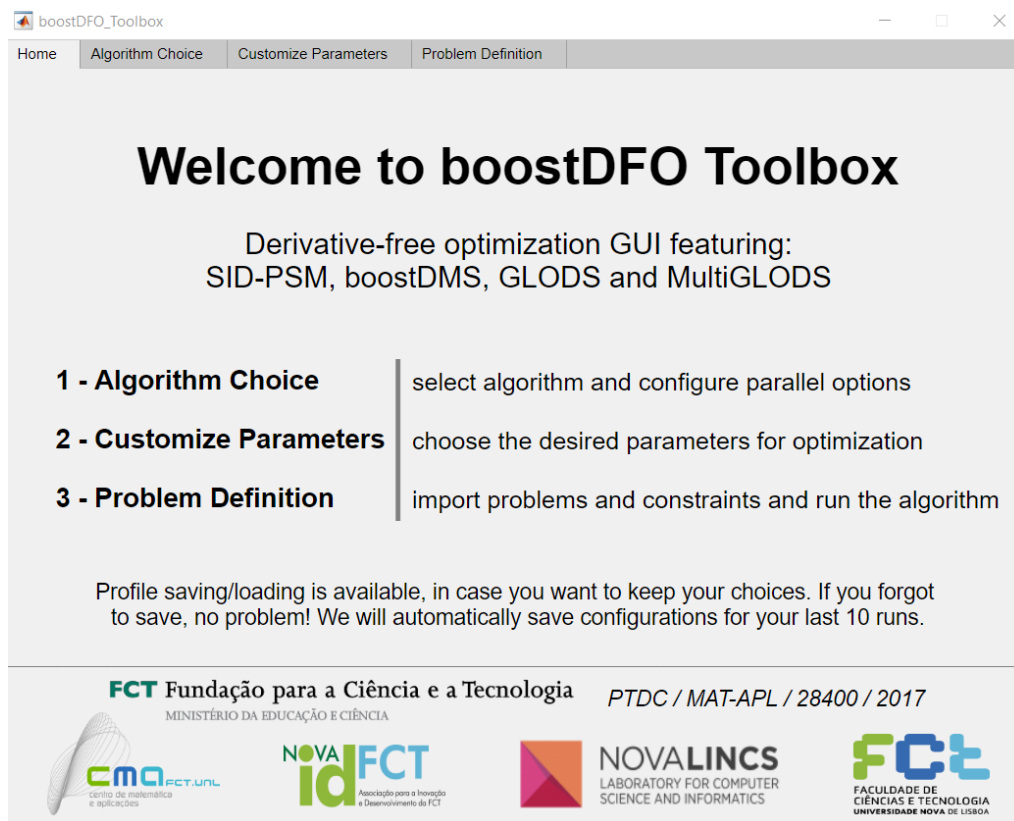 boostDFO_Toolbox
Home Algorithm Choice Customize Parameters Problem Definition
Welcome to boostDFO Toolbox
Derivative-free optimization GUI featuring:
SID-PSM, boostDMS, GLODS and MultiGLODS
1 - Algorithm Choice select algorithm and configure parallel options
2 - Customize Parameters choose the desired parameters for optimization
3 - Problem Definition import problems and constraints and run the algorithm
Profile saving/loading is available, in case you want to keep your choices. If you forgot
to save, no problem! We will automatically save configurations for your last 10 runs.
FCT Fundação para a Ciência e a Tecnologia
MINISTÉRIO DA EDUCAÇÃO E CIÊNCIA
PTDC / MAT-APL / 28400 / 2017
cma FCT.UNL
centro de matemática
e aplicações
NOVA
id FCT
Associação para a Inovação
e Desenvolvimento da FCT
NOVALINCS
LABORATORY FOR COMPUTER
SCIENCE AND INFORMATICS
FCt
FACULDADE DE
CIÊNCIAS E TECNOLOGIA
UNIVERSIDADE NOVA DE LISBOA